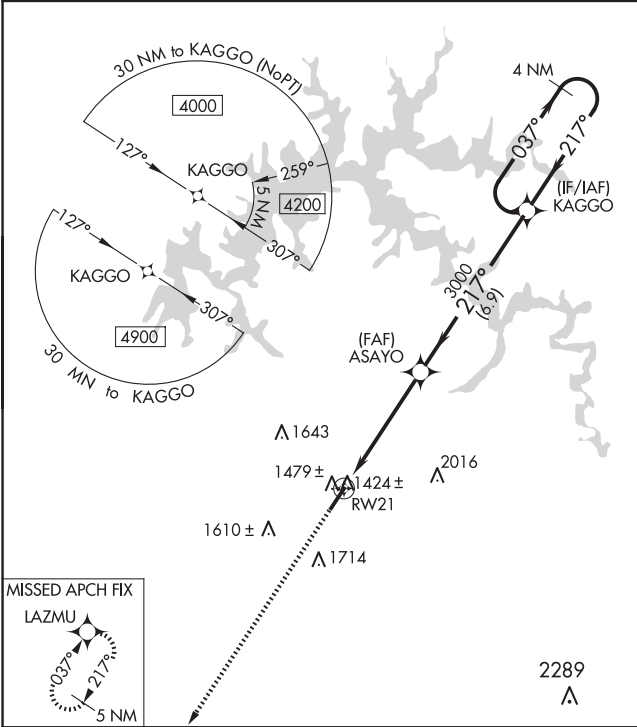 30 NM to KAGGO (NoPT)
4000
127°
KAGGO
259°
5 NM
4200
307°
127°
KAGGO
307°
4900
30 NM to KAGGO
4 NM
037°
217°
(IF/IAF)
KAGGO
3000
217°
(6.9)
(FAF)
ASAYO
1643
1479 ±
1424 ±
2016
RW21
1610 ±
1714
MISSED APCH FIX
LAZMU
037°
217°
5 NM
2289